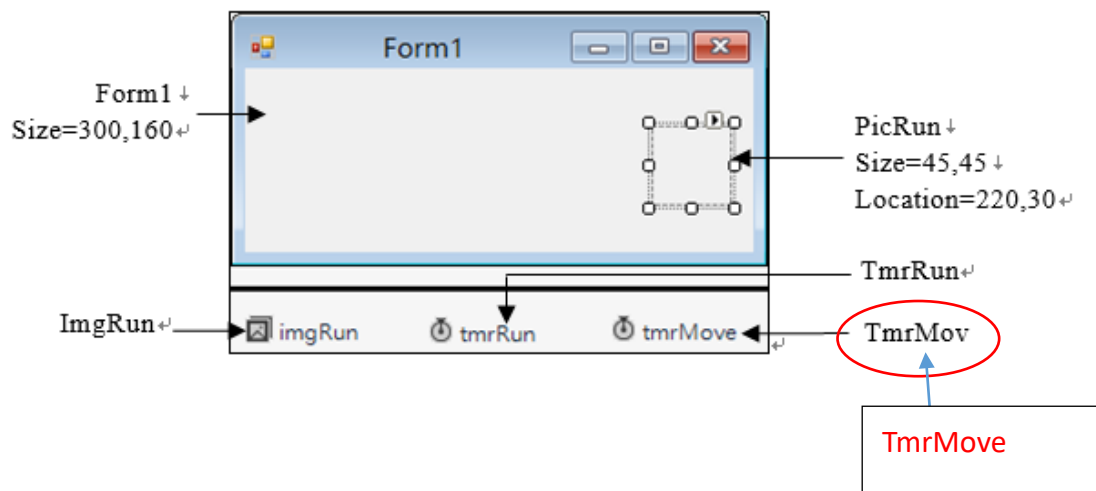 Form1
Form1↓
Size=300,160↵
PicRun↓
Size=45,45↓
Location=220,30↵
TmrRun↵
ImgRun↵
imgRun
tmrRun
tmrMove
↵
TmrMov
TmrMove